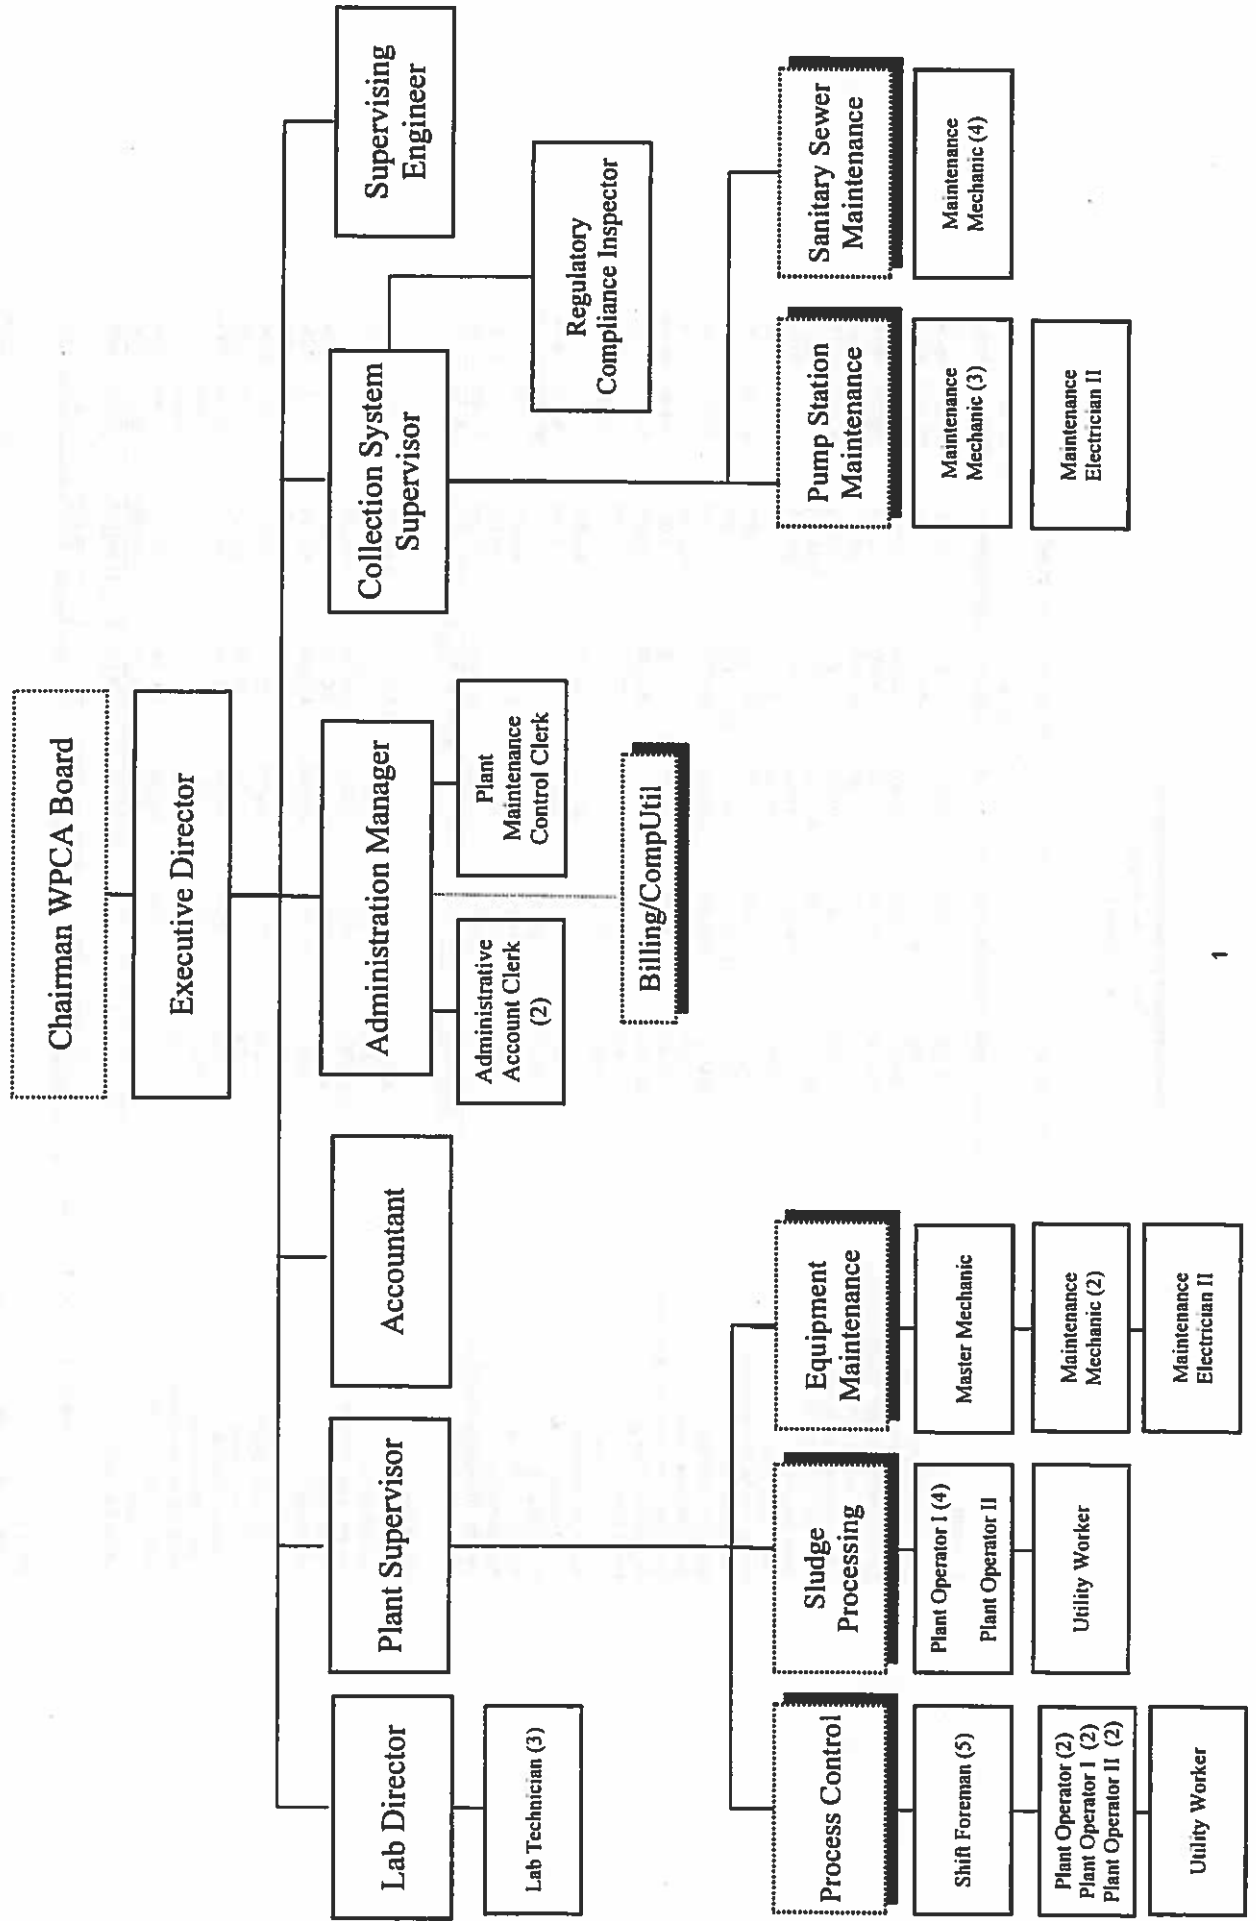 Chairman WPCA Board
Executive Director
Lab Director
Plant Supervisor
Accountant
Administration Manager
Collection System
Supervisor
Supervising
Engineer
Lab Technician (3)
Administrative
Account Clerk
(2)
Plant
Maintenance
Control Clerk
Regulatory
Compliance Inspector
Billing/CompUtil
Process Control
Sludge
Processing
Equipment
Maintenance
Pump Station
Maintenance
Sanitary Sewer
Maintenance
Shift Foreman (5)
Plant Operator I (4)
Plant Operator II
Master Mechanic
Maintenance
Mechanic (3)
Maintenance
Mechanic (4)
Plant Operator (2)
Plant Operator I (2)
Plant Operator II (2)
Utility Worker
Maintenance
Mechanic (2)
Maintenance
Electrician II
Utility Worker
Maintenance
Electrician II
1